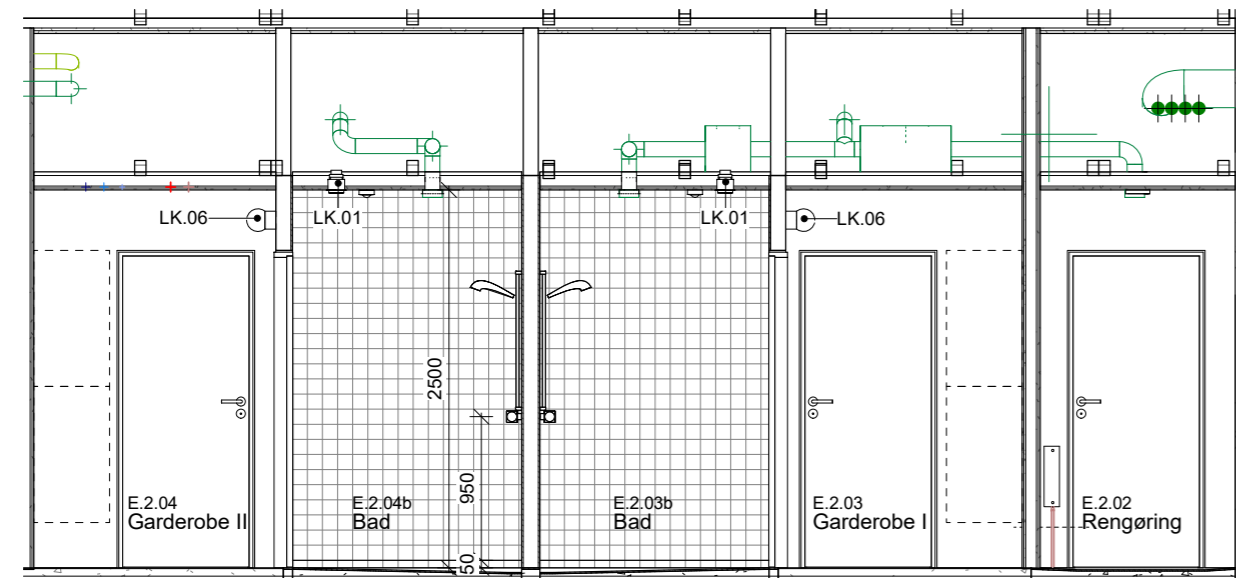 LK.06
LK.01
LK.01
LK.06
2500
950
50
E.2.04
Garderobe II
E.2.04b
Bad
E.2.03b
Bad
E.2.03
Garderobe I
E.2.02
Rengøring